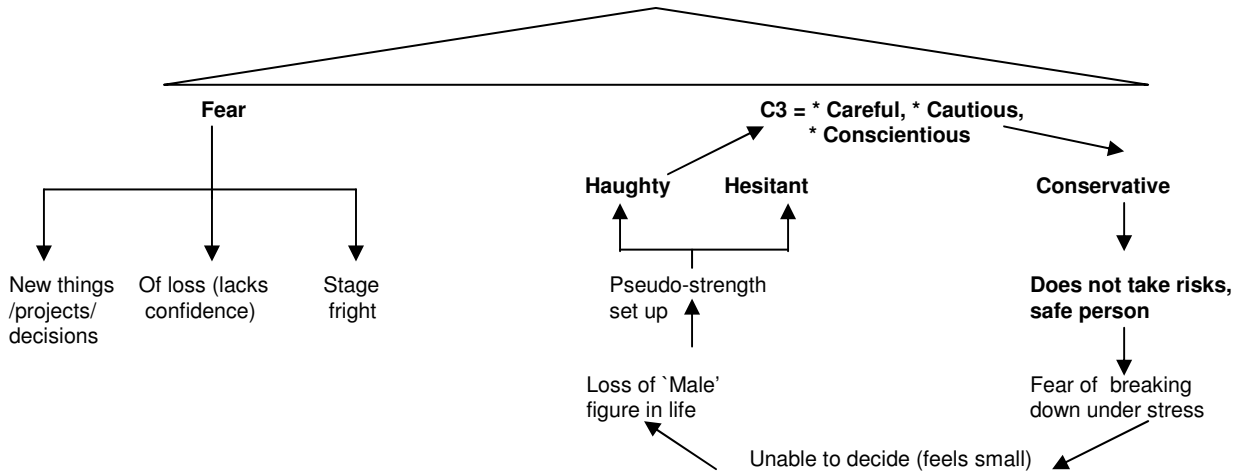 Fear
C3 = * Careful, * Cautious,
* Conscientious
Haughty
Hesitant
Conservative
New things
/projects/
decisions
Of loss (lacks
confidence)
Stage
fright
Pseudo-strength
set up
Does not take risks,
safe person
Loss of `Male’
figure in life
Fear of breaking
down under stress
Unable to decide (feels small)